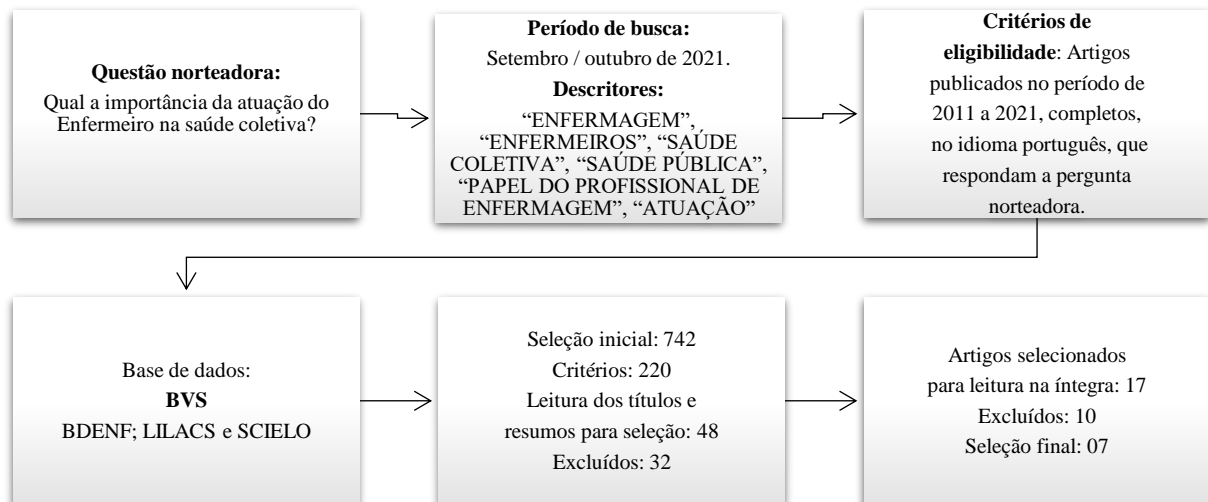 Questão norteadora:
Qual a importância da atuação do
Enfermeiro na saúde coletiva?
Período de busca:
Setembro / outubro de 2021.
Descritores:
“ENFERMAGEM”,
“ENFERMEIROS”, “SAÚDE
COLETIVA”, “SAÚDE PÚBLICA”,
“PAPEL DO PROFISSIONAL DE
ENFERMAGEM”, “ATUAÇÃO”
Critérios de
eligibilidade: Artigos
publicados no período de
2011 a 2021, completos,
no idioma português, que
respondam a pergunta
norteadora.
Base de dados:
BVS
BDENF; LILACS e SCIELO
Seleção inicial: 742
Critérios: 220
Leitura dos títulos e
resumos para seleção: 48
Excluídos: 32
Artigos selecionados
para leitura na íntegra: 17
Excluídos: 10
Seleção final: 07